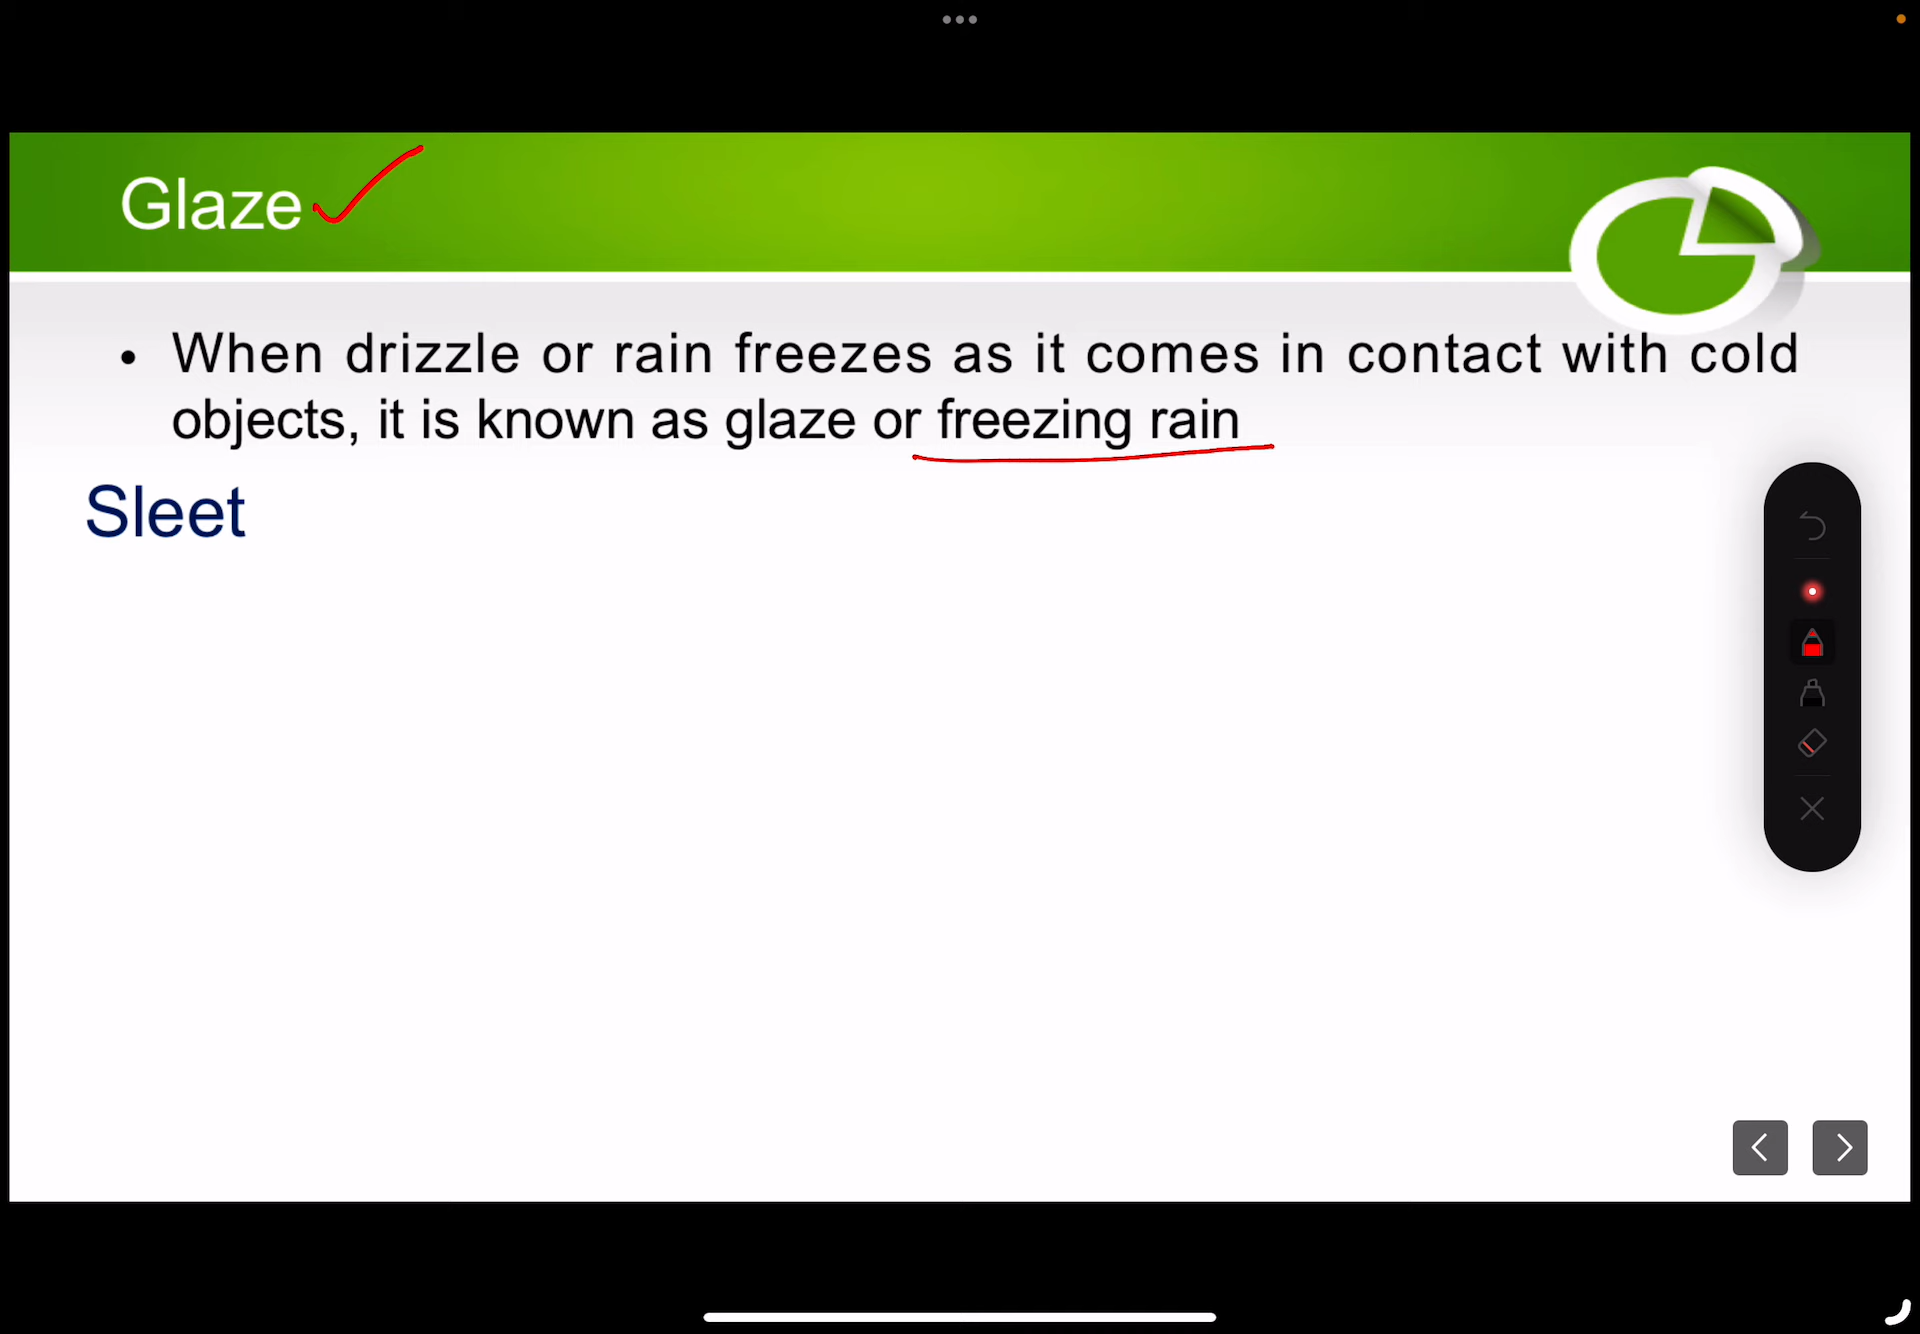 Glaze
• When drizzle or rain freezes as it comes in contact with cold
objects, it is known as glaze or freezing rain
Sleet